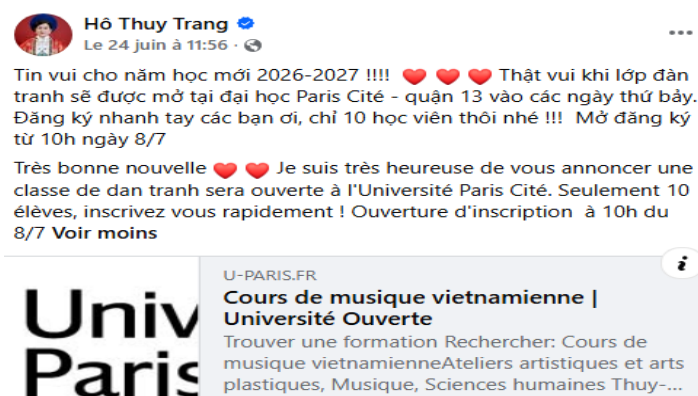 Hô Thuy Trang
Le 24 juin à 11:56 ·
Tin vui cho năm học mới 2026-2027 !!!! ❤️ ❤️ ❤️ Thật vui khi lớp đàn
tranh sẽ được mở tại đại học Paris Cité - quận 13 vào các ngày thứ bảy.
Đăng ký nhanh tay các bạn ơi, chỉ 10 học viên thôi nhé !!! Mở đăng ký
từ 10h ngày 8/7
Très bonne nouvelle ❤️ ❤️ Je suis très heureuse de vous annoncer une
classe de dan tranh sera ouverte à l'Université Paris Cité. Seulement 10
élèves, inscrivez vous rapidement ! Ouverture d'inscription à 10h du
8/7 Voir moins
Univ
Paris
U-PARIS.FR
Cours de musique vietnamienne |
Université Ouverte
Trouver une formation Rechercher: Cours de
musique vietnamienneAteliers artistiques et arts
plastiques, Musique, Sciences humaines Thuy-...